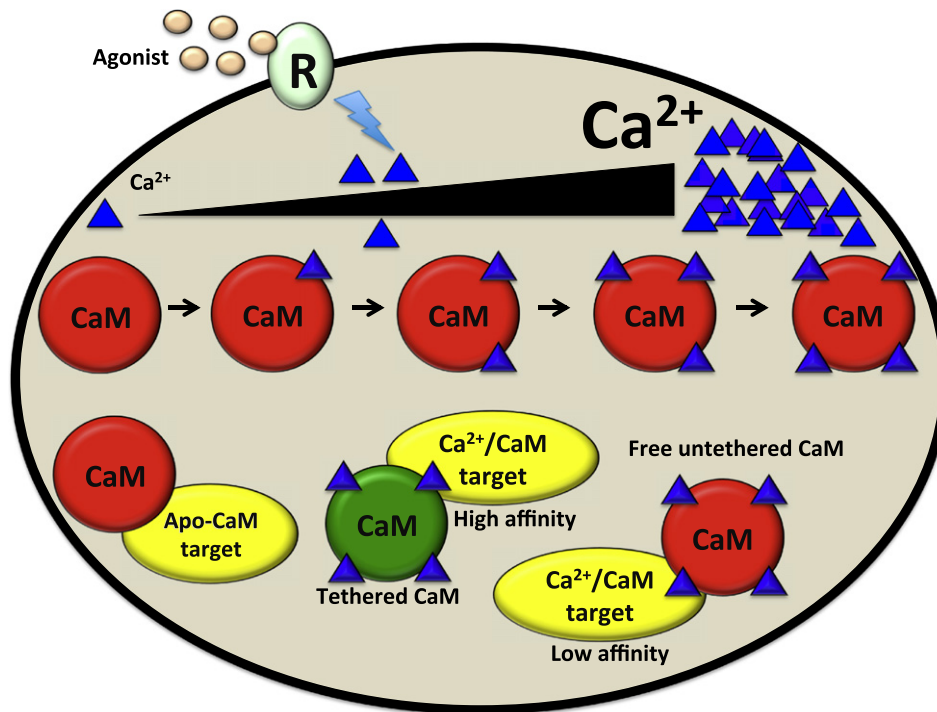 Agonist
R
Ca²⁺
Ca²⁺
CaM
CaM
CaM
CaM
CaM
CaM
Apo-CaM
target
Ca²⁺/CaM
target
High affinity
CaM
Tethered CaM
Free untethered CaM
CaM
Ca²⁺/CaM
target
Low affinity